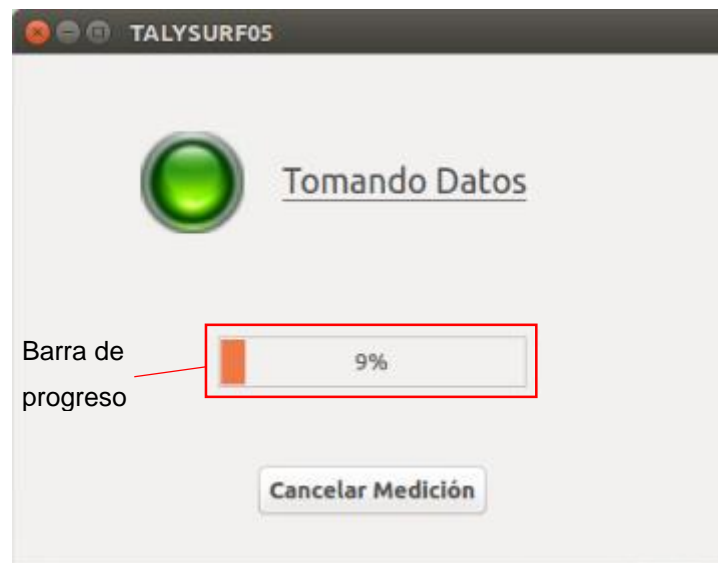 TALYSURF05
Tomando Datos
Barra de
progreso
9%
Cancelar Medición